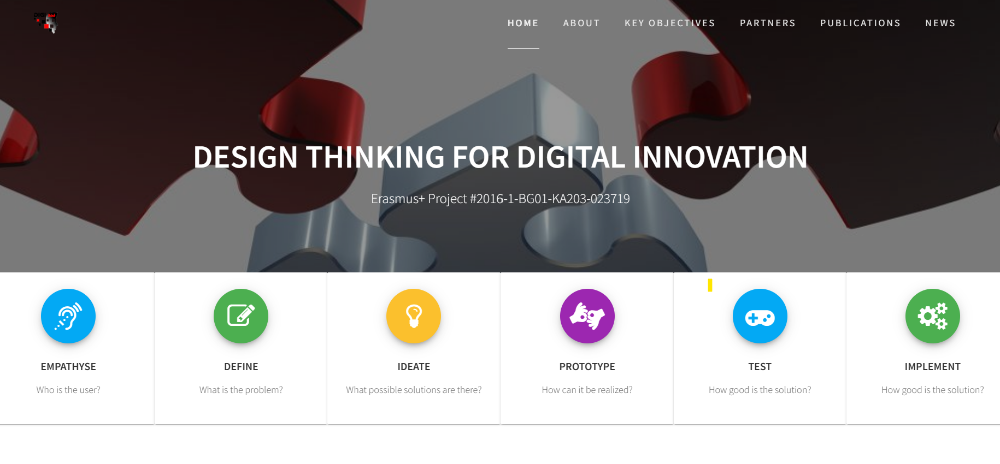 HOME ABOUT KEY OBJECTIVES PARTNERS PUBLICATIONS NEWS
DESIGN THINKING FOR DIGITAL INNOVATION
Erasmus+ Project #2016-1-BG01-KA203-023719
EMPATHYSE
Who is the user?
DEFINE
What is the problem?
IDEATE
What possible solutions are there?
PROTOTYPE
How can it be realized?
TEST
How good is the solution?
IMPLEMENT
How good is the solution?